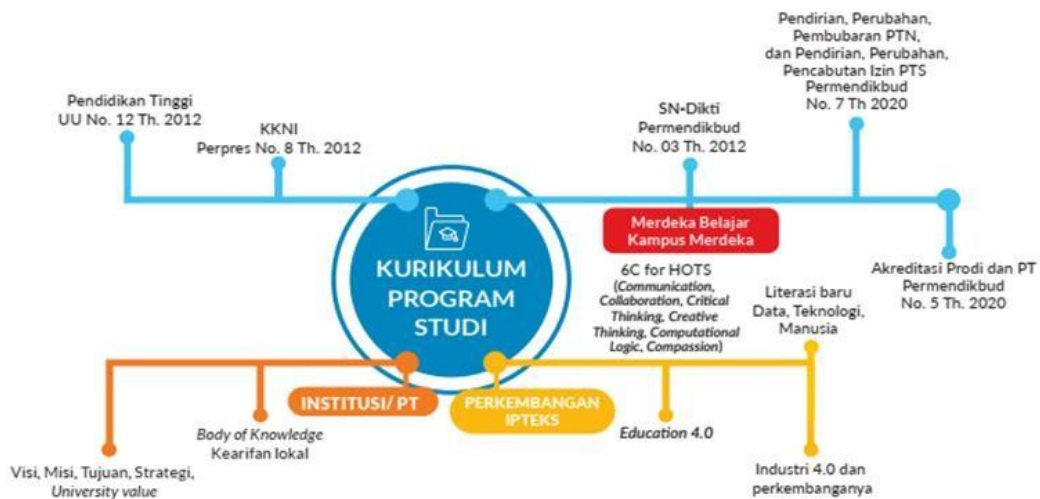 Pendidikan Tinggi
UU No. 12 Th. 2012
KKNI
Perpres No. 8 Th. 2012
SN-Dikti
Permendikbud
No. 03 Th. 2012
Pendirian, Perubahan,
Pembubaran PTN,
dan Pendirian, Perubahan,
Pencabutan Izin PTS
Permendikbud
No. 7 Th 2020
Merdeka Belajar
Kampus Merdeka
Akreditasi Prodi dan PT
Permendikbud
No. 5 Th. 2020
KURIKULUM
PROGRAM
STUDI
6C for HOTS
(Communication,
Collaboration, Critical
Thinking, Creative
Thinking, Computational
Logic, Compassion)
Literasi baru
Data, Teknologi,
Manusia
INSTITUSI/ PT
PERKEMBANGAN
IPTEKS
Body of Knowledge
Kearifan lokal
Education 4.0
Visi, Misi, Tujuan, Strategi,
University value
Industri 4.0 dan
perkembanganya